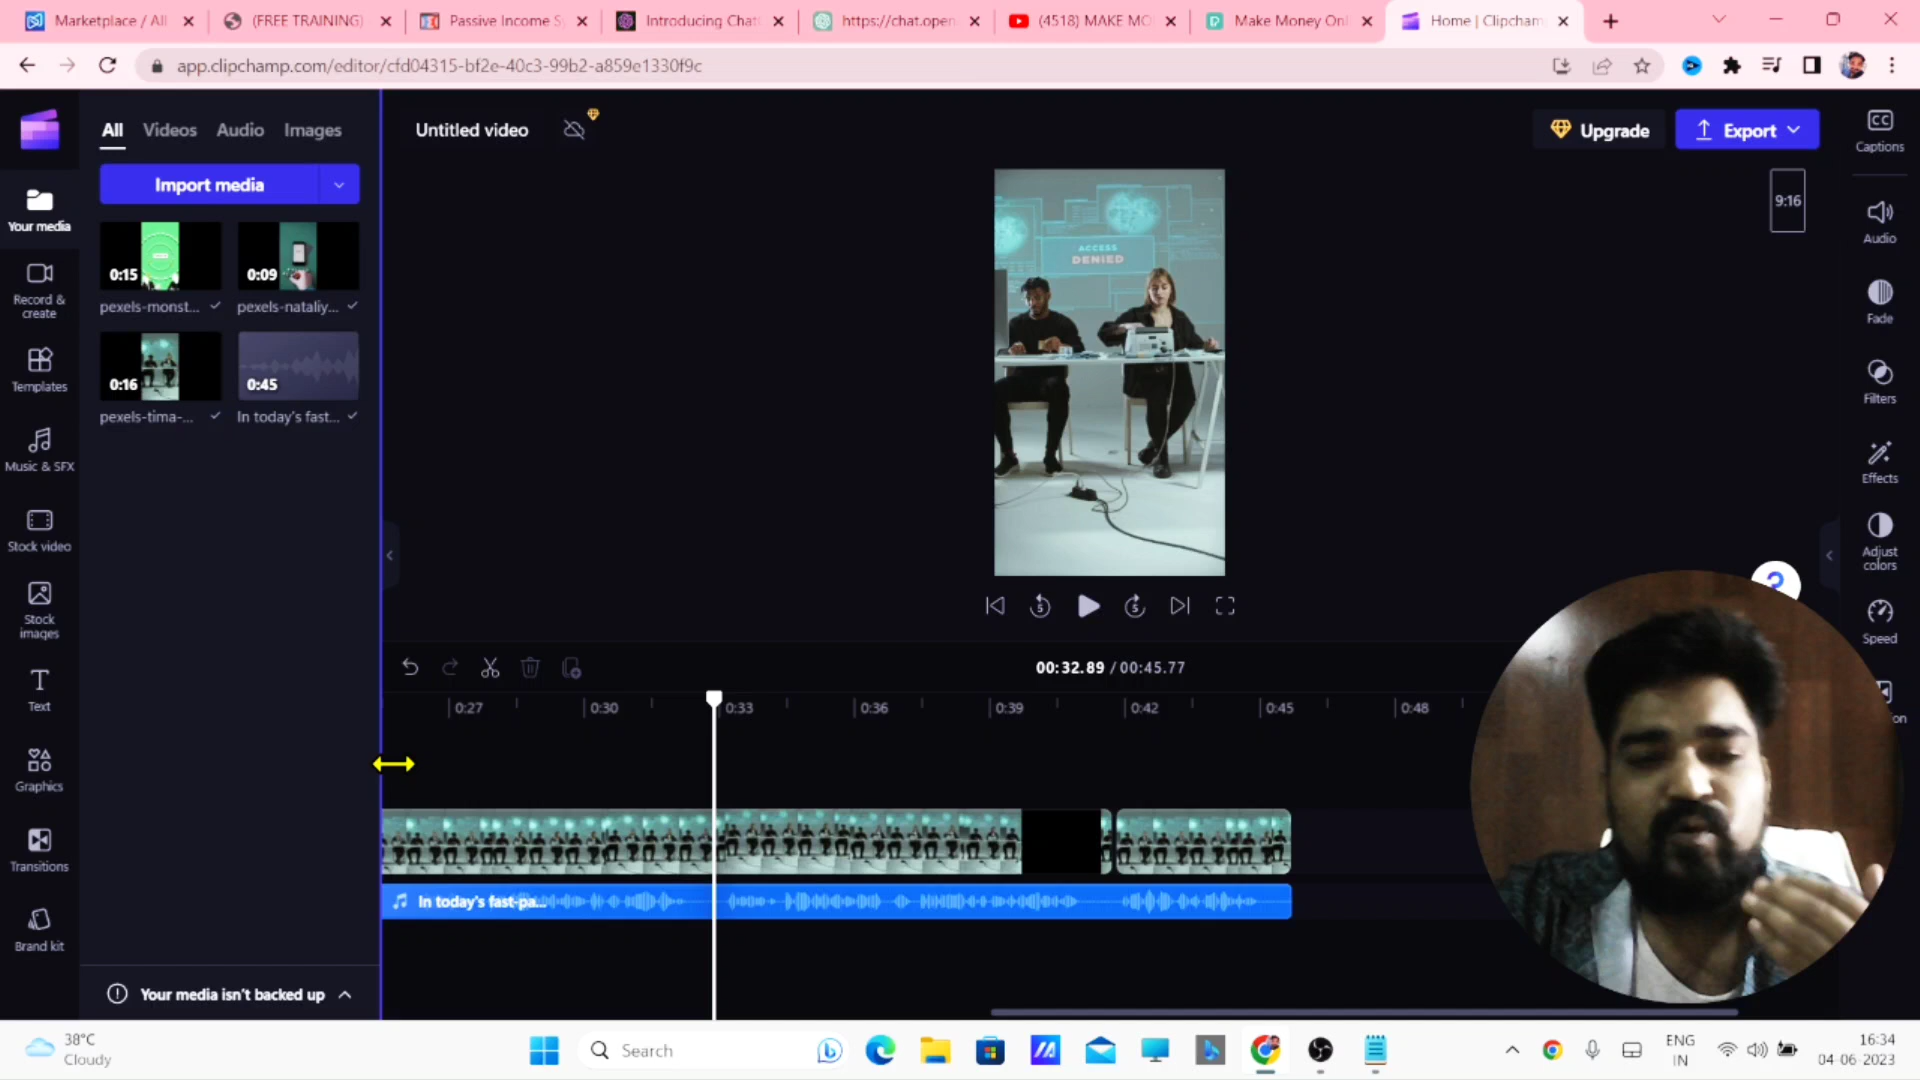 Marketplace / All
(FREE TRAINING)
Passive Income S
Introducing Chat
https://chat.open
(4518) MAKE MO
Make Money Onl
Home | Clipcham
app.clipchamp.com/editor/cfd04315-bf2e-40c3-99b2-a859e1330f9c
All Videos Audio Images
Import media
0:15
0:09
pexels-monst...
pexels-nataliy...
0:16
0:45
pexels-tima-...
In today's fast...
Your media
Record & create
Templates
Music & SFX
Stock video
Stock images
Text
Graphics
Transitions
Brand kit
Your media isn't backed up
Untitled video
Upgrade
Export
9:16
ACCESS
DENIED
5
5
CC
Captions
Audio
Fade
Filters
Effects
Adjust colors
Speed
on
?
00:32.89 / 00:45.77
0:27 0:30 0:33 0:36 0:39 0:42 0:45 0:48
In today's fast-pa...
38°C
Cloudy
Search
ENG
IN
16:34
04-06-2023